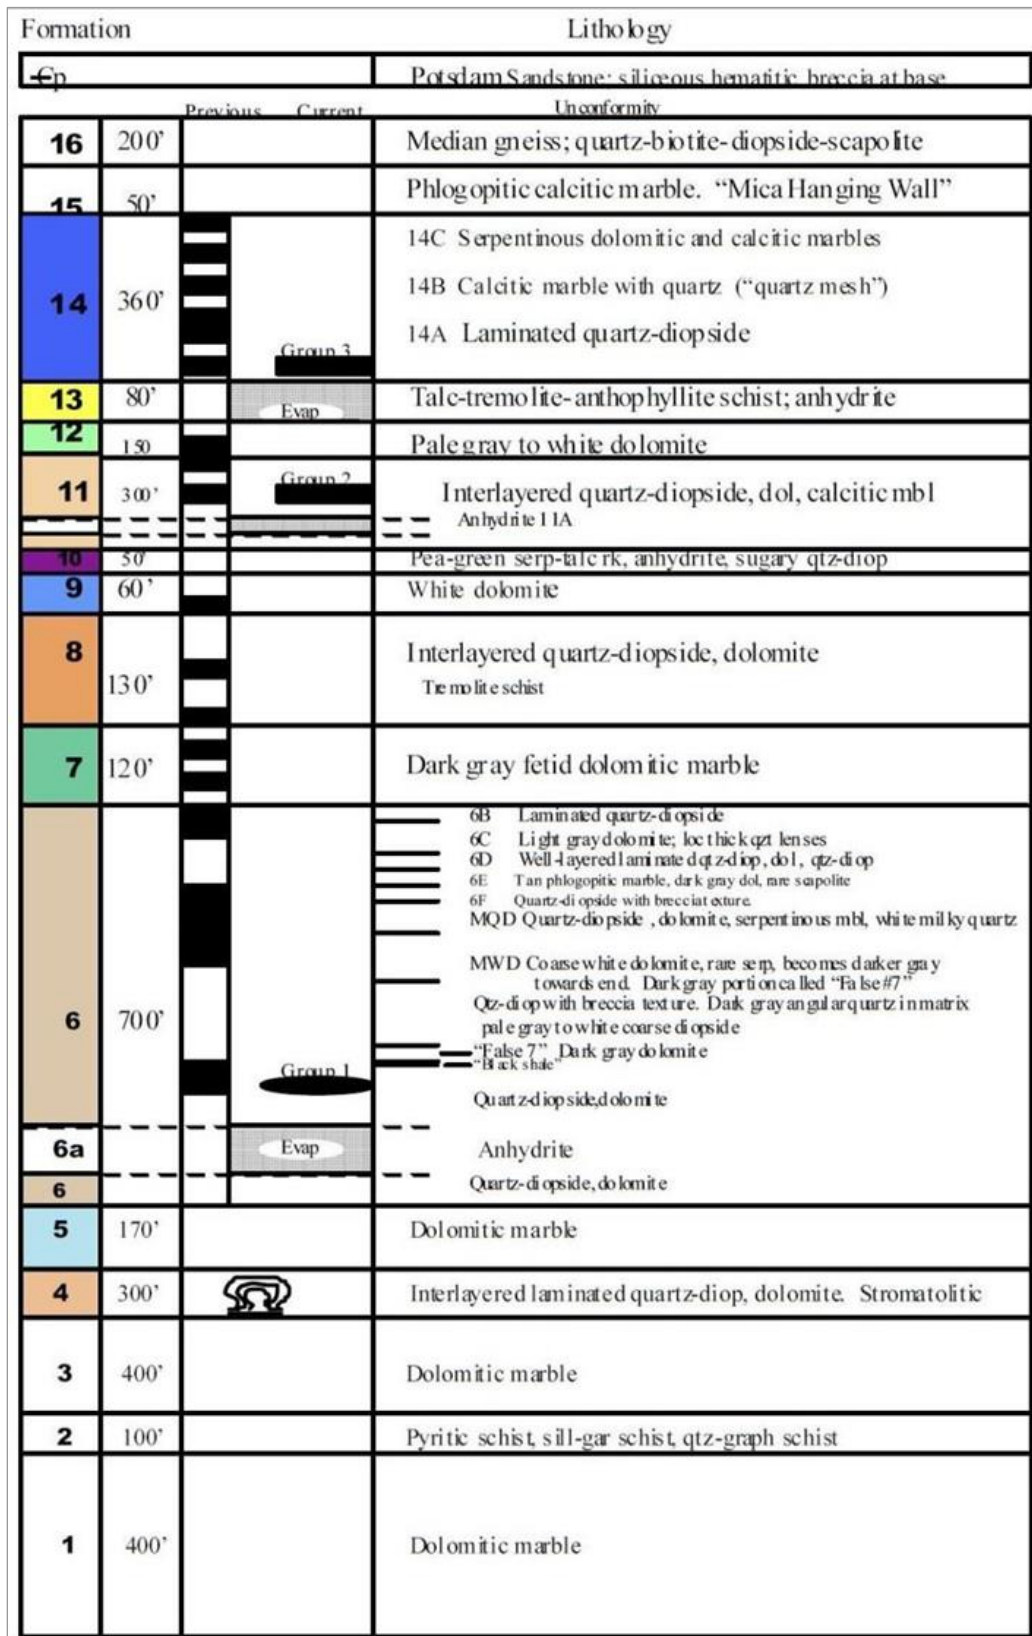 Formation Lithology
Cp Potsdam Sandstone: siliceous hematitic breccia at base
Previous Current Unconformity
16 200' Median gneiss; quartz-biotite-diopside-scapolite
15 50' Phlogopitic calcitic marble. “Mica Hanging Wall”
14C Serpentinous dolomitic and calcitic marbles
14B Calcitic marble with quartz (“quartz mesh”)
14 360'
14A Laminated quartz-diopside
Group 3
13 80' Talc-tremolite-anthophyllite schist; anhydrite
Evap
12 150 Pale gray to white dolomite
Group 2
11 300' Interlayered quartz-diopside, dol, calcitic mbl
Anhydrite 11A
10 50' Pea-green serp-talc rk, anhydrite, sugary qtz-diop
9 60' White dolomite
8 Interlayered quartz-diopside, dolomite
130' Tremolite schist
7 120' Dark gray fetid dolomitic marble
6B Laminated quartz-diopside
6C Light gray dolomite; loc thick qzt lenses
6D Well-layered laminated qtz-diop, dol, qtz-diop
6E Tan phlogopitic marble, dark gray dol, rare scapolite
6F Quartz-diopside with breccia texture.
MQD Quartz-diopside, dolomite, serpentinous mbl, white milky quartz
MWD Coarse white dolomite, rare serp, becomes darker gray
towards end. Dark gray portion called “False #7”
Qtz-diop with breccia texture. Dark gray angular quartz in matrix
6 700'
pale gray to white coarse diopside
“False 7” Dark gray dolomite
“Black shale”
Group 1
Quartz-diopside, dolomite
6a Evap Anhydrite
6 Quartz-diopside, dolomite
5 170' Dolomitic marble
4 300' Interlayered laminated quartz-diop, dolomite. Stromatolitic
3 400' Dolomitic marble
2 100' Pyritic schist, sill-gar schist, qtz-graph schist
1 400' Dolomitic marble